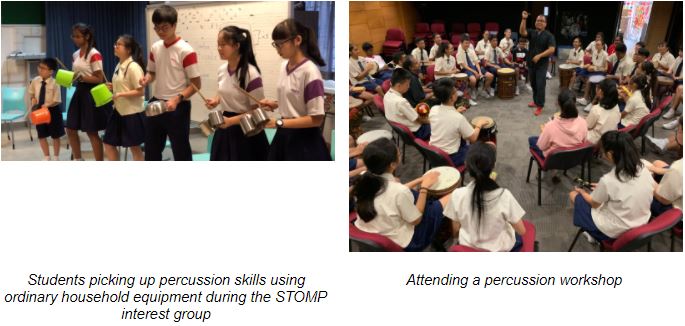 Students picking up percussion skills using
ordinary household equipment during the STOMP
interest group
Attending a percussion workshop